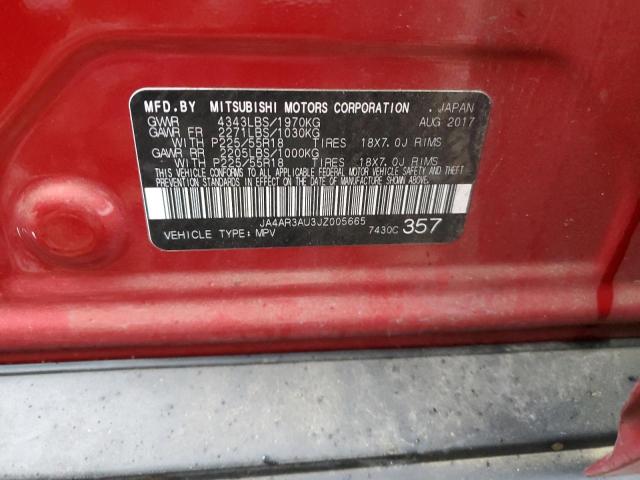 MFD.BY MITSUBISHI MOTORS CORPORATION . JAPAN
GVWR 4343LBS/1970KG AUG 2017
GAWR FR 2271LBS/1030KG
WITH P225/55R18 TIRES 18X7.0J RIMS
GAWR RR 2205LBS/1000KG
WITH P225/55R18 TIRES 18X7.0J RIMS
THIS VEHICLE CONFORMS TO ALL APPLICABLE FEDERAL MOTOR VEHICLE SAFETY AND THEFT
PREVENTION STANDARDS IN EFFECT ON THE DATE OF MANUFACTURE SHOWN ABOVE.
JA4AR3AU3JZ005665
VEHICLE TYPE: MPV 7430C 357